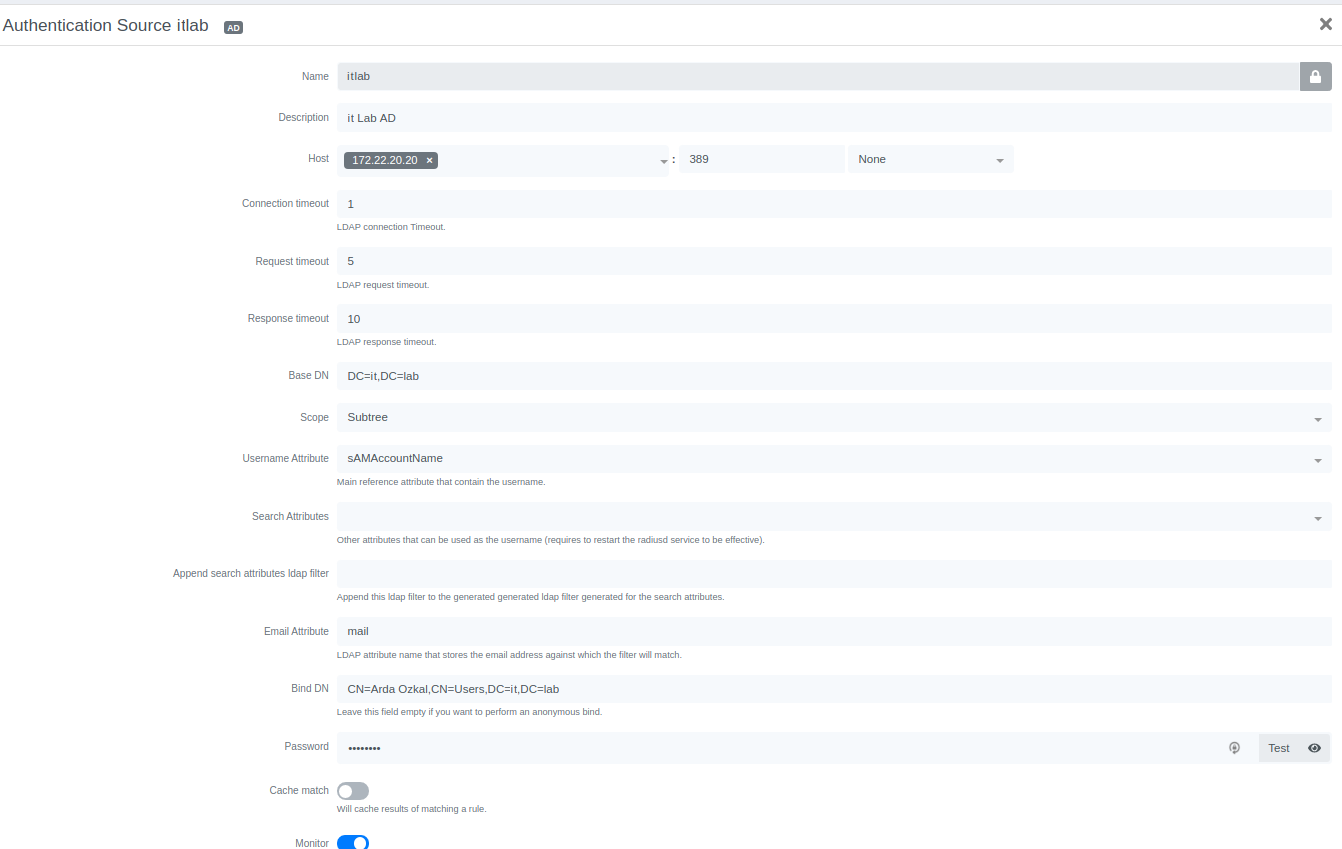 Authentication Source itlab AD
Name itlab
Description it Lab AD
Host 172.22.20.20 × : 389 None
Connection timeout 1
LDAP connection Timeout.
Request timeout 5
LDAP request timeout.
Response timeout 10
LDAP response timeout.
Base DN DC=it,DC=lab
Scope Subtree
Username Attribute sAMAccountName
Main reference attribute that contain the username.
Search Attributes
Other attributes that can be used as the username (requires to restart the radiusd service to be effective).
Append search attributes ldap filter
Append this ldap filter to the generated generated ldap filter generated for the search attributes.
Email Attribute mail
LDAP attribute name that stores the email address against which the filter will match.
Bind DN CN=Arda Ozkal,CN=Users,DC=it,DC=lab
Leave this field empty if you want to perform an anonymous bind.
Password •••••••• Test
Cache match
Will cache results of matching a rule.
Monitor